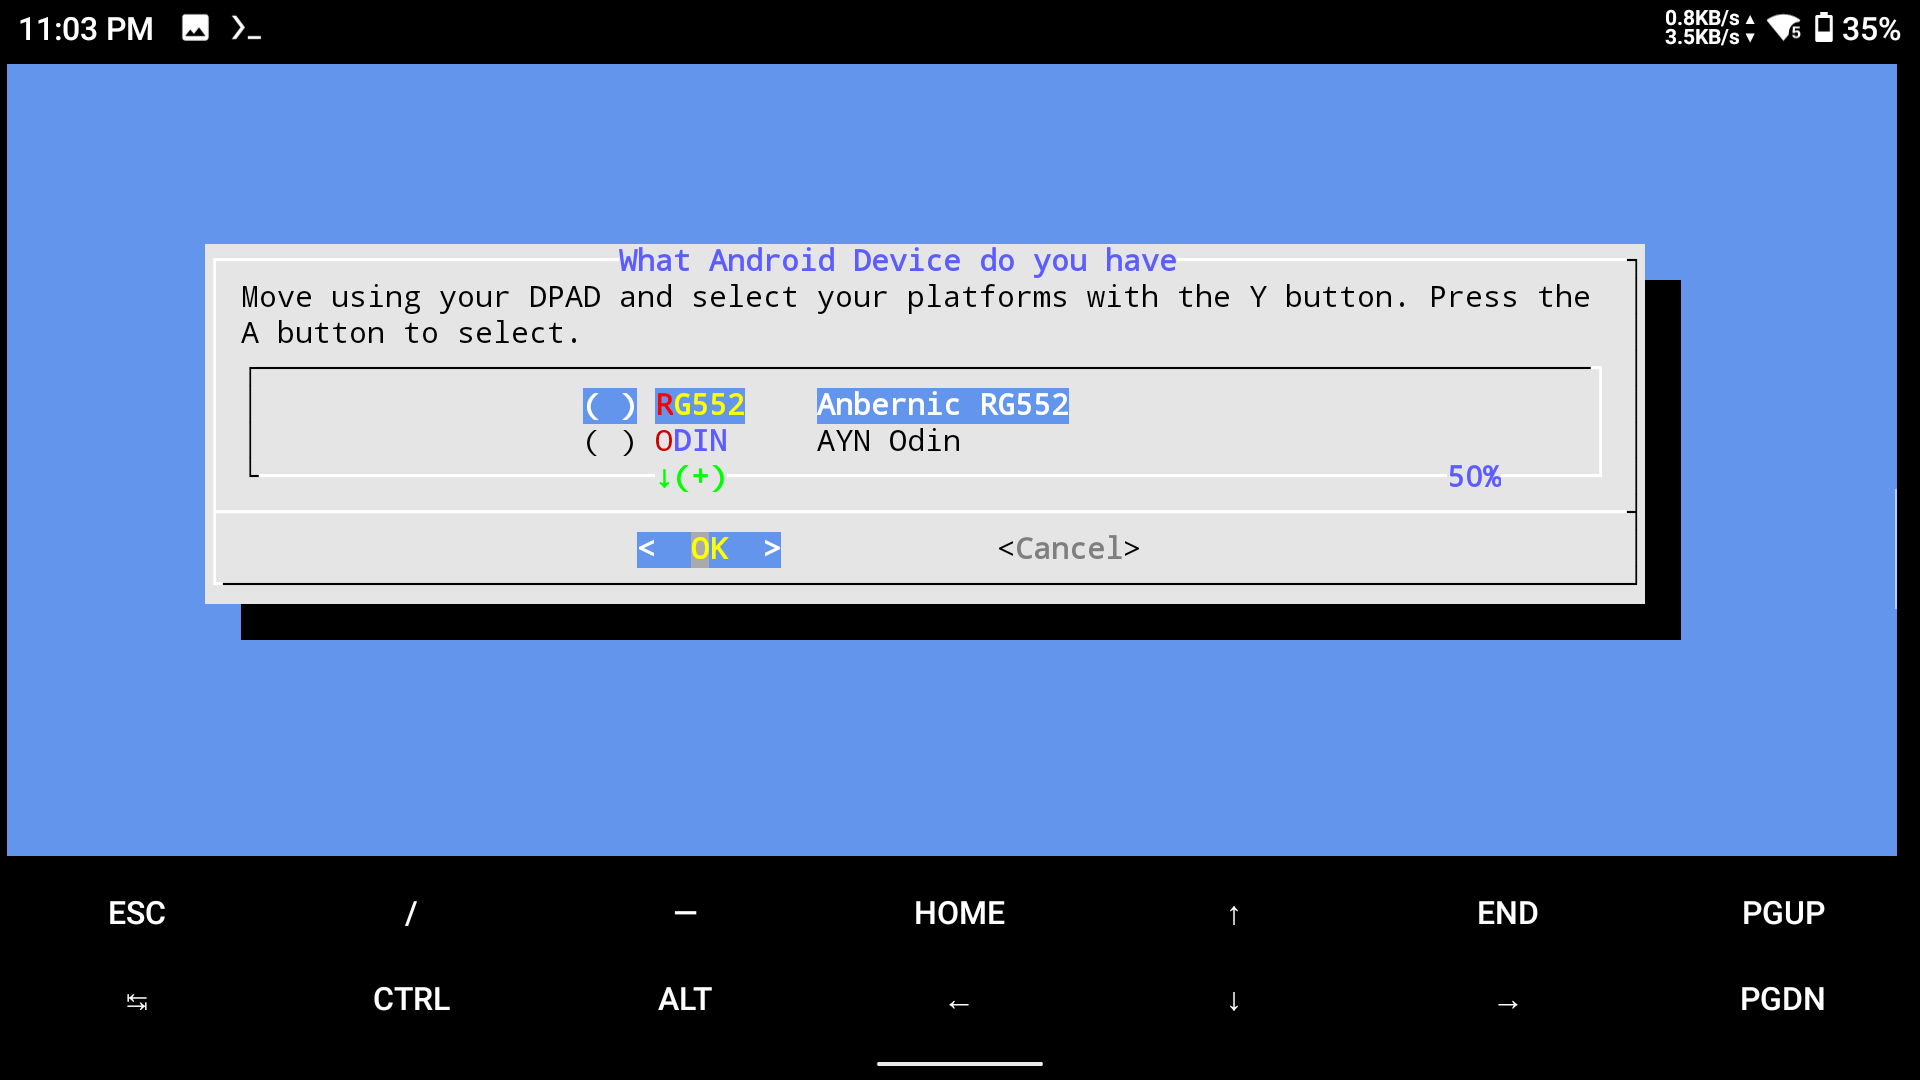 11:03 PM
0.8KB/s ▲
3.5KB/s ▼
5
35%
What Android Device do you have
Move using your DPAD and select your platforms with the Y button. Press the
A button to select.
( ) RG552 Anbernic RG552
( ) ODIN AYN Odin
↓(+) 50%
< OK > <Cancel>
ESC / — HOME ↑ END PGUP
↹ CTRL ALT ← ↓ → PGDN